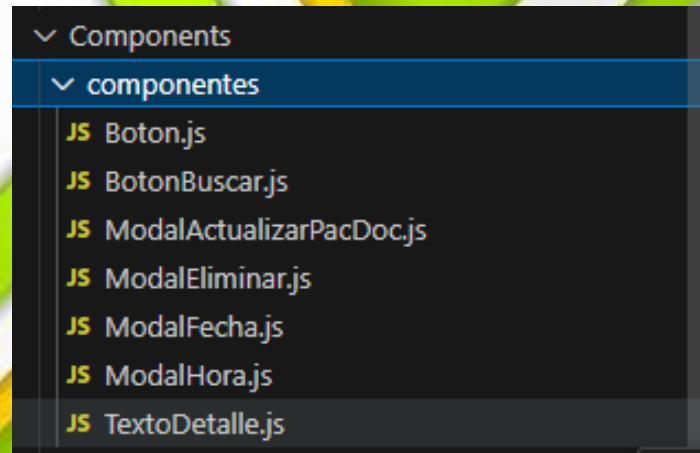 Components
componentes
JS Boton.js
JS BotonBuscar.js
JS ModalActualizarPacDoc.js
JS ModalEliminar.js
JS ModalFecha.js
JS ModalHora.js
JS TextoDetalle.js